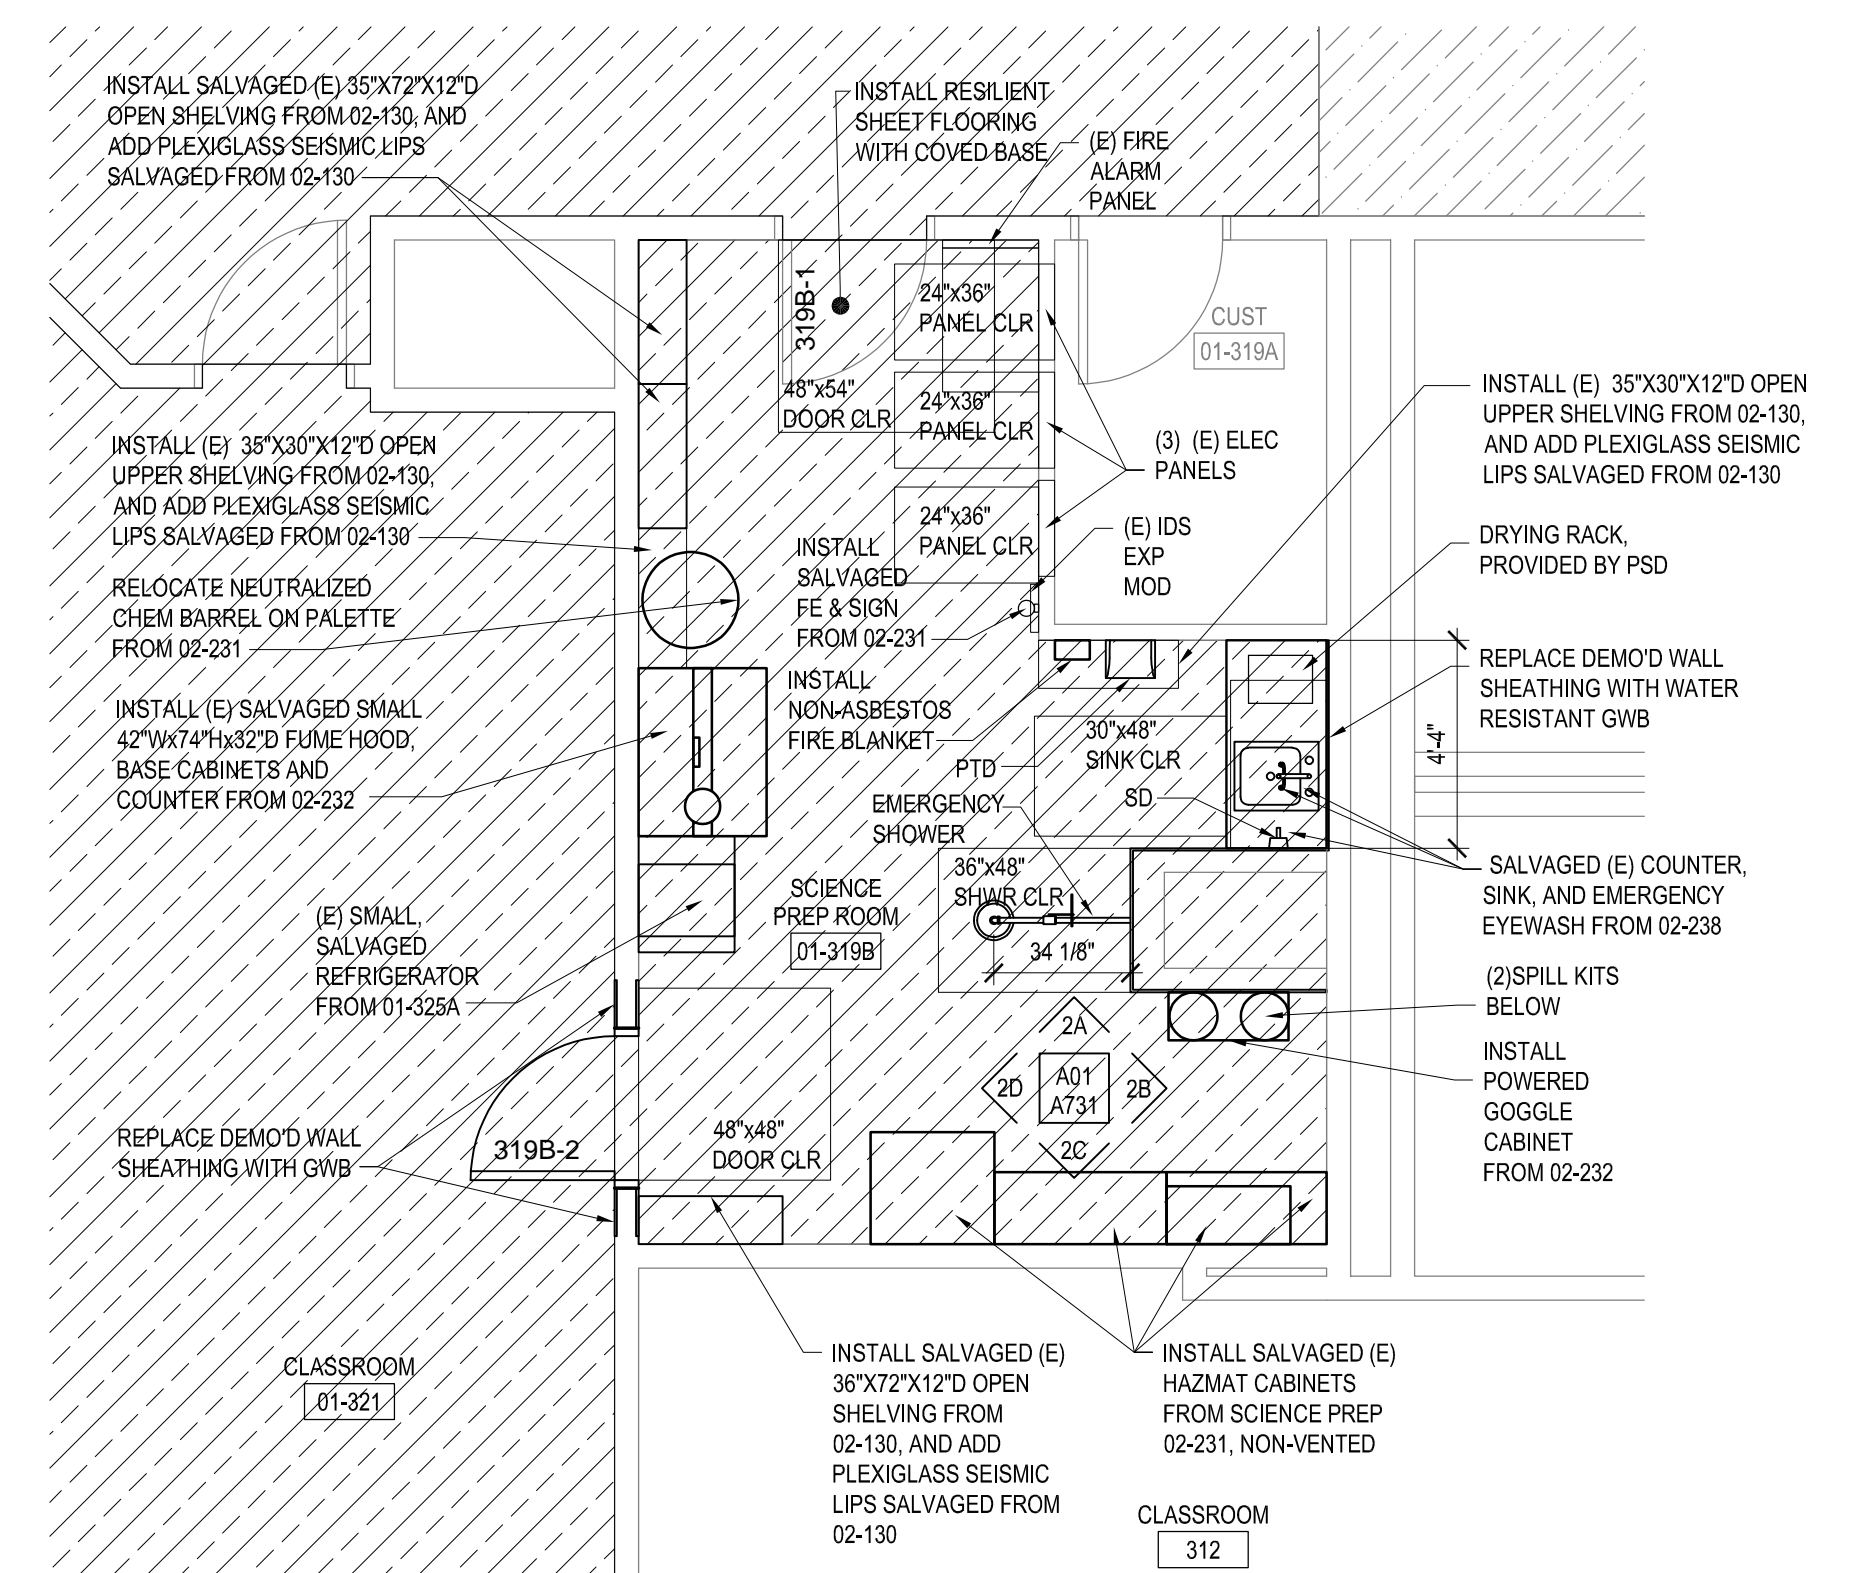 INSTALL SALVAGED (E) 35"X72"X12"D
OPEN SHELVING FROM 02-130, AND
ADD PLEXIGLASS SEISMIC LIPS
SALVAGED FROM 02-130
INSTALL RESILIENT
SHEET FLOORING
WITH COVED BASE
(E) FIRE
ALARM
PANEL
319B-1
24"x36"
PANEL CLR
CUST
01-319A
48"x54"
DOOR CLR
24"x36"
PANEL CLR
(3) (E) ELEC
PANELS
24"x36"
PANEL CLR
(E) IDS
EXP
MOD
INSTALL (E) 35"X30"X12"D OPEN
UPPER SHELVING FROM 02-130,
AND ADD PLEXIGLASS SEISMIC
LIPS SALVAGED FROM 02-130
RELOCATE NEUTRALIZED
CHEM BARREL ON PALETTE
FROM 02-231
INSTALL (E) SALVAGED SMALL
42"Wx74"Hx32"D FUME HOOD,
BASE CABINETS AND
COUNTER FROM 02-232
INSTALL
SALVAGED
FE & SIGN
FROM 02-231
INSTALL
NON-ASBESTOS
FIRE BLANKET
PTD
30"x48"
SINK CLR
SD
EMERGENCY
SHOWER
36"x48"
SHWR CLR
34 1/8"
INSTALL (E) 35"X30"X12"D OPEN
UPPER SHELVING FROM 02-130,
AND ADD PLEXIGLASS SEISMIC
LIPS SALVAGED FROM 02-130
DRYING RACK,
PROVIDED BY PSD
REPLACE DEMO'D WALL
SHEATHING WITH WATER
RESISTANT GWB
4'-4"
SALVAGED (E) COUNTER,
SINK, AND EMERGENCY
EYEWASH FROM 02-238
(2)SPILL KITS
BELOW
INSTALL
POWERED
GOGGLE
CABINET
FROM 02-232
SCIENCE
PREP ROOM
01-319B
(E) SMALL,
SALVAGED
REFRIGERATOR
FROM 01-325A
2A
2D
A01
A731
2B
2C
REPLACE DEMO'D WALL
SHEATHING WITH GWB
319B-2
48"x48"
DOOR CLR
CLASSROOM
01-321
INSTALL SALVAGED (E)
36"X72"X12"D OPEN
SHELVING FROM
02-130, AND ADD
PLEXIGLASS SEISMIC
LIPS SALVAGED FROM
02-130
INSTALL SALVAGED (E)
HAZMAT CABINETS
FROM SCIENCE PREP
02-231, NON-VENTED
CLASSROOM
312